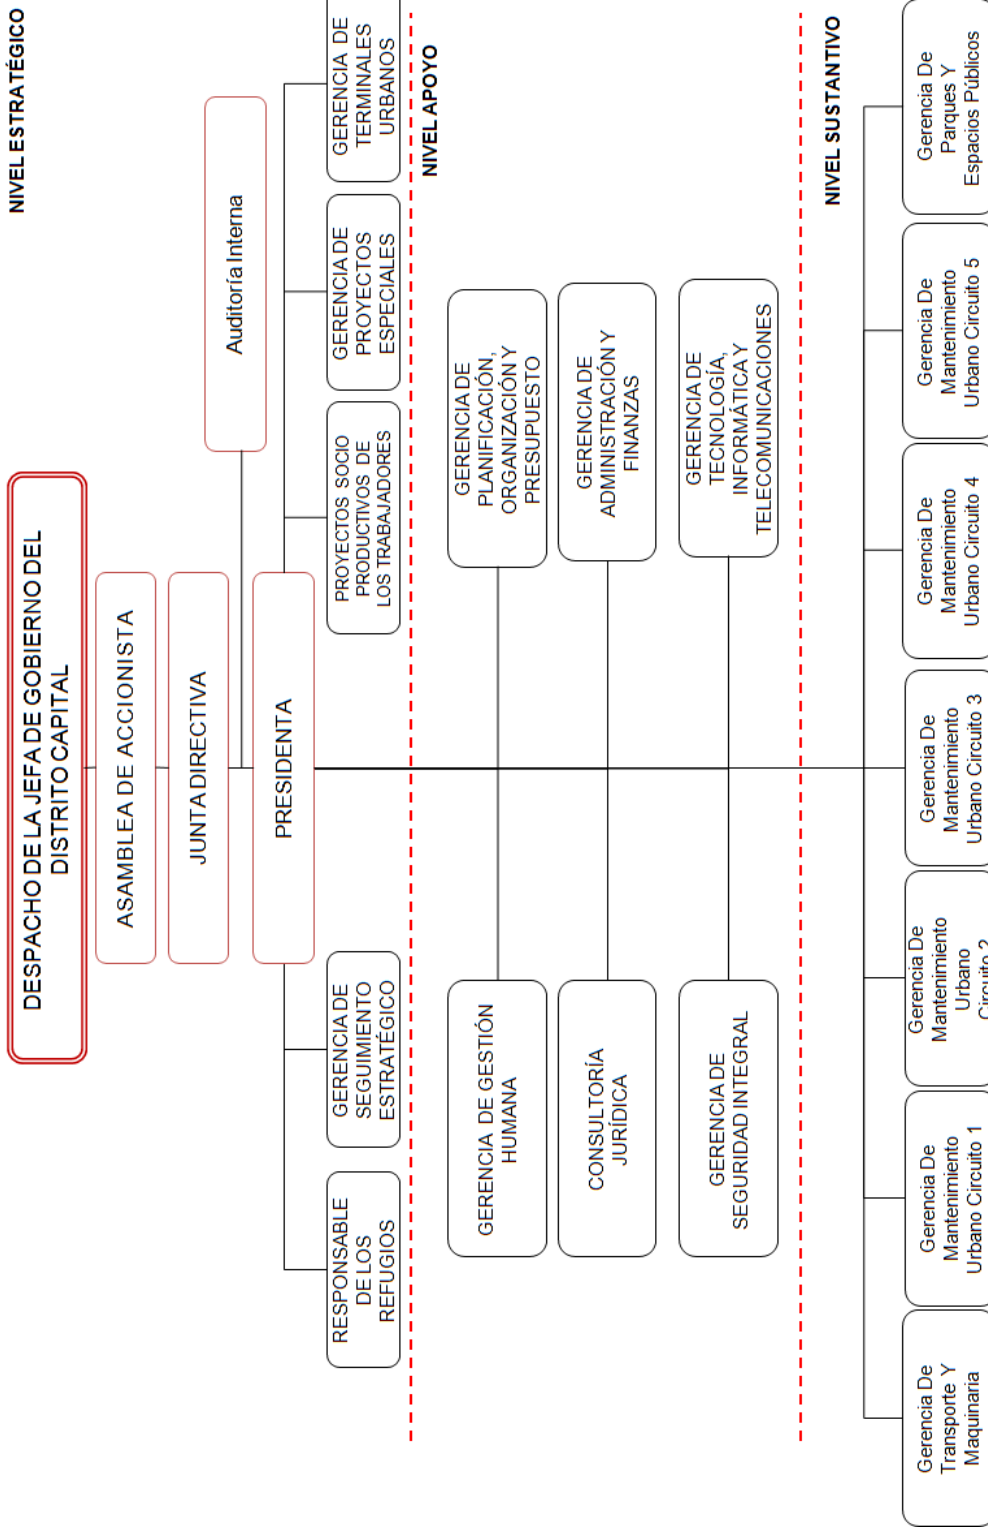 NIVEL ESTRATÉGICO
DESPACHO DE LA JEFA DE GOBIERNO DEL
DISTRITO CAPITAL
ASAMBLEA DE ACCIONISTA
JUNTA DIRECTIVA
Auditoría Interna
PRESIDENTA
RESPONSABLE
DE LOS
REFUGIOS
GERENCIA DE
SEGUIMIENTO
ESTRATÉGICO
PROYECTOS SOCIO
PRODUCTIVOS DE
LOS TRABAJADORES
GERENCIA DE
PROYECTOS
ESPECIALES
GERENCIA DE
TERMINALES
URBANOS
NIVEL APOYO
GERENCIA DE GESTIÓN
HUMANA
GERENCIA DE
PLANIFICACIÓN,
ORGANIZACIÓN Y
PRESUPUESTO
CONSULTORÍA
JURÍDICA
GERENCIA DE
ADMINISTRACIÓN Y
FINANZAS
GERENCIA DE
SEGURIDAD INTEGRAL
GERENCIA DE
TECNOLOGÍA,
INFORMÁTICA Y
TELECOMUNICACIONES
NIVEL SUSTANTIVO
Gerencia De
Transporte Y
Maquinaria
Gerencia De
Mantenimiento
Urbano Circuito 1
Gerencia De
Mantenimiento
Urbano
Circuito 2
Gerencia De
Mantenimiento
Urbano Circuito 3
Gerencia De
Mantenimiento
Urbano Circuito 4
Gerencia De
Mantenimiento
Urbano Circuito 5
Gerencia De
Parques Y
Espacios Públicos